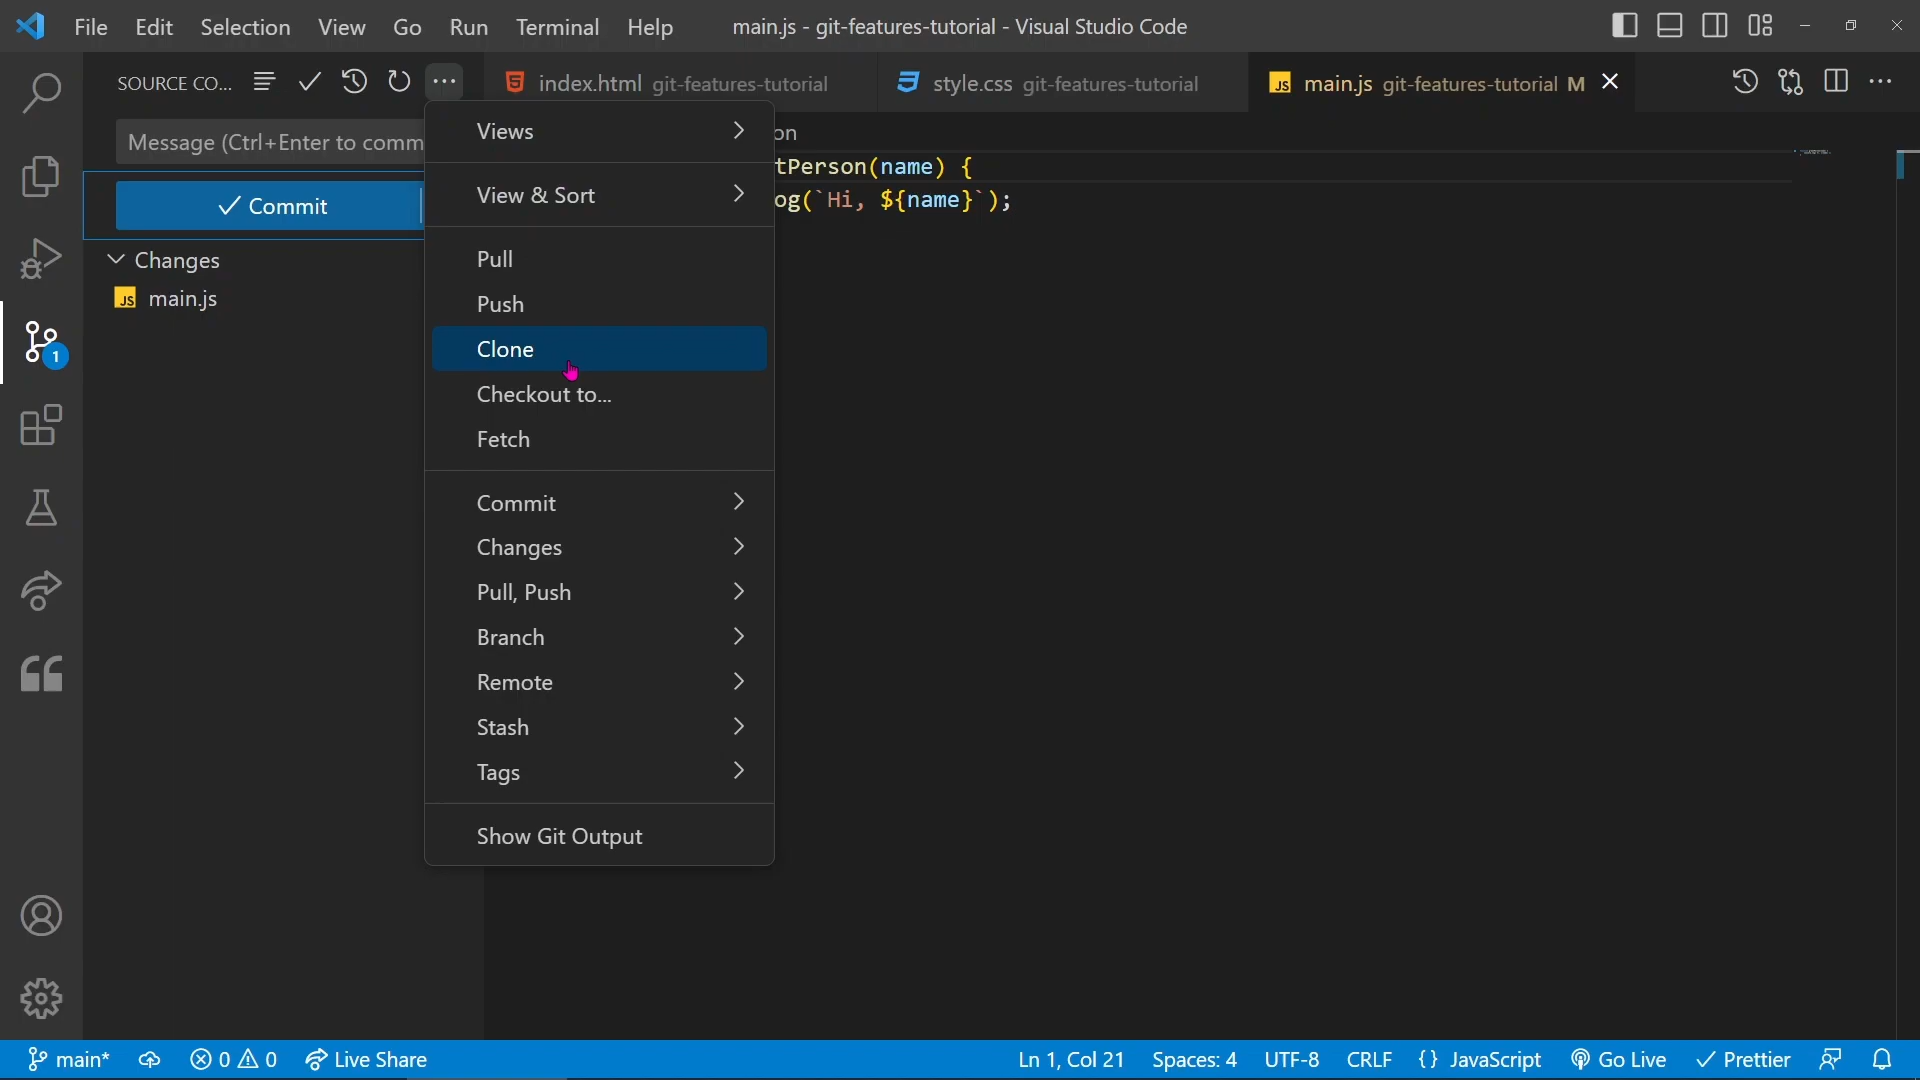 File Edit Selection View Go Run Terminal Help main.js - git-features-tutorial - Visual Studio Code
SOURCE CO... index.html git-features-tutorial style.css git-features-tutorial JS main.js git-features-tutorial M
Message (Ctrl+Enter to comm
Commit
Changes
JS main.js
1
Views
View & Sort
Pull
Push
Clone
Checkout to...
Fetch
Commit
Changes
Pull, Push
Branch
Remote
Stash
Tags
Show Git Output
on
tPerson(name) {
og(`Hi, ${name}`);
main* 0 0 Live Share Ln 1, Col 21 Spaces: 4 UTF-8 CRLF {} JavaScript Go Live Prettier